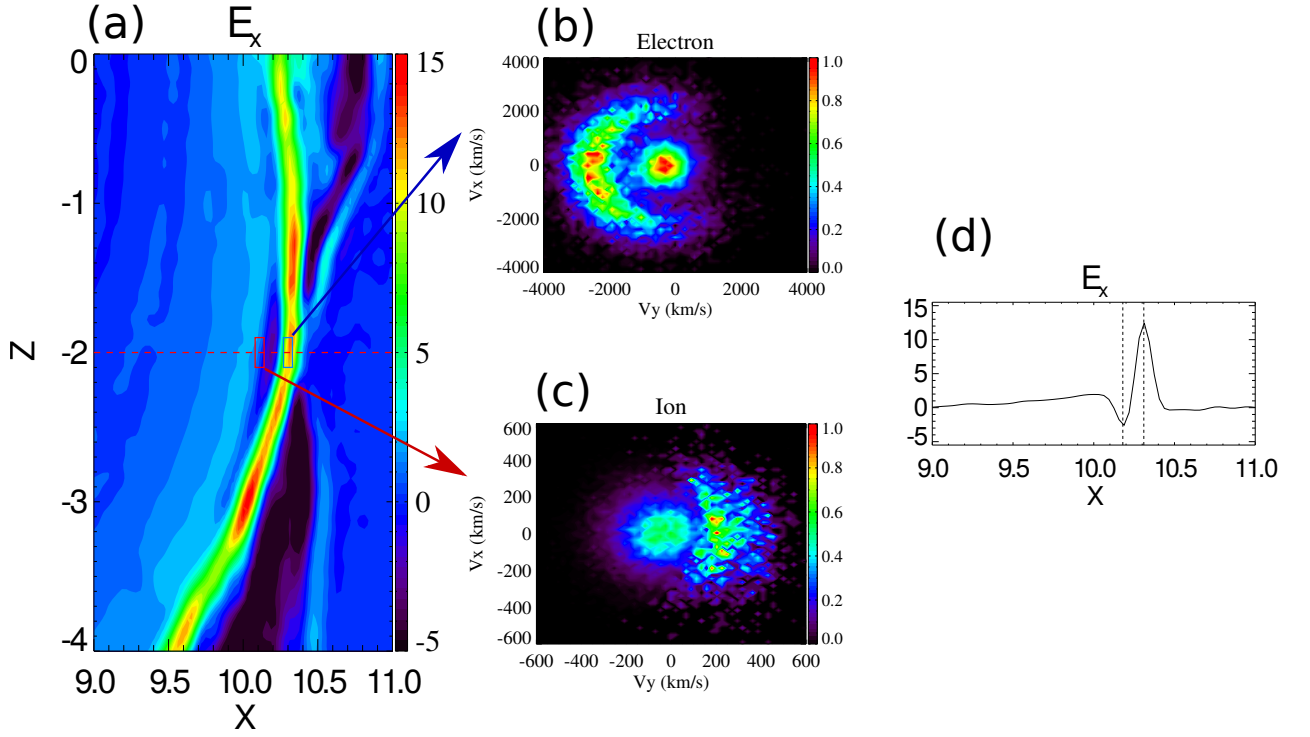 (a)
E_x
0
-1
-2
-3
-4
Z
9.0 9.5 10.0 10.5 11.0
X
15
10
5
0
-5
(b)
Electron
4000
2000
0
-2000
-4000
Vx (km/s)
-4000 -2000 0 2000 4000
Vy (km/s)
1.0
0.8
0.6
0.4
0.2
0.0
(c)
Ion
600
400
200
0
-200
-400
-600
Vx (km/s)
-600 -400 -200 0 200 400 600
Vy (km/s)
1.0
0.8
0.6
0.4
0.2
0.0
(d)
E_x
15
10
5
0
-5
9.0 9.5 10.0 10.5 11.0
X